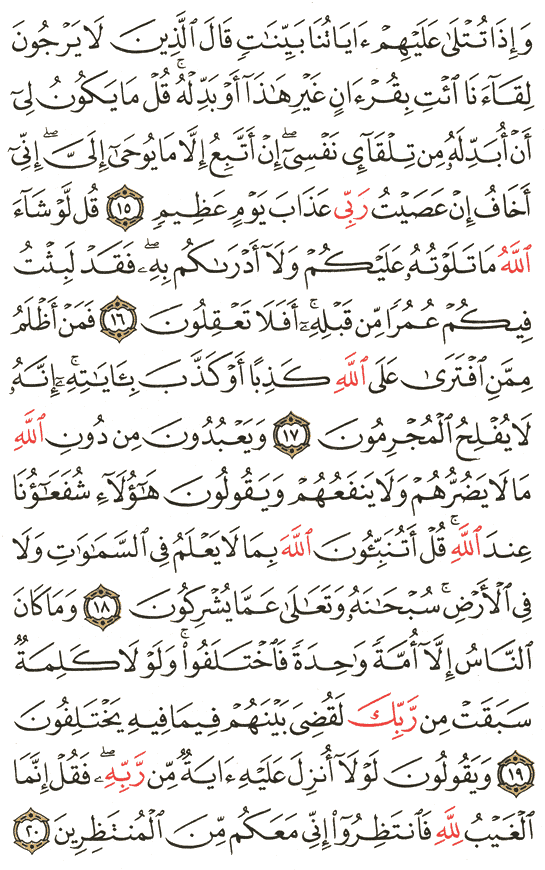 وَإِذَا تُتۡلَىٰ عَلَيۡهِمۡ ءَايَاتُنَا بَيِّنَٰتٖ قَالَ ٱلَّذِينَ لَا يَرۡجُونَ
لِقَآءَنَا ٱئۡتِ بِقُرۡءَانٍ غَيۡرِ هَٰذَآ أَوۡ بَدِّلۡهُۚ قُلۡ مَا يَكُونُ لِيٓ
أَنۡ أُبَدِّلَهُۥ مِن تِلۡقَآيِٕ نَفۡسِيٓۖ إِنۡ أَتَّبِعُ إِلَّا مَا يُوحَىٰٓ إِلَيَّۖ إِنِّيٓ
أَخَافُ إِنۡ عَصَيۡتُ رَبِّي عَذَابَ يَوۡمٍ عَظِيمٖ ١٥ قُل لَّوۡ شَآءَ
ٱللَّهُ مَا تَلَوۡتُهُۥ عَلَيۡكُمۡ وَلَآ أَدۡرَىٰكُم بِهِۦۖ فَقَدۡ لَبِثۡتُ
فِيكُمۡ عُمُرٗا مِّن قَبۡلِهِۦٓۚ أَفَلَا تَعۡقِلُونَ ١٦ فَمَنۡ أَظۡلَمُ
مِمَّنِ ٱفۡتَرَىٰ عَلَى ٱللَّهِ كَذِبًا أَوۡ كَذَّبَ بِـَٔايَٰتِهِۦٓۚ إِنَّهُۥ
لَا يُفۡلِحُ ٱلۡمُجۡرِمُونَ ١٧ وَيَعۡبُدُونَ مِن دُونِ ٱللَّهِ
مَا لَا يَضُرُّهُمۡ وَلَا يَنفَعُهُمۡ وَيَقُولُونَ هَٰٓؤُلَآءِ شُفَعَٰٓؤُنَا
عِندَ ٱللَّهِۚ قُلۡ أَتُنَبِّـُٔونَ ٱللَّهَ بِمَا لَا يَعۡلَمُ فِي ٱلسَّمَٰوَٰتِ وَلَا
فِي ٱلۡأَرۡضِۚ سُبۡحَٰنَهُۥ وَتَعَٰلَىٰ عَمَّا يُشۡرِكُونَ ١٨ وَمَا كَانَ
ٱلنَّاسُ إِلَّآ أُمَّةٗ وَٰحِدَةٗ فَٱخۡتَلَفُواْۚ وَلَوۡلَا كَلِمَةٞ
سَبَقَتۡ مِن رَّبِّكَ لَقُضِيَ بَيۡنَهُمۡ فِيمَا فِيهِ يَخۡتَلِفُونَ
١٩ وَيَقُولُونَ لَوۡلَآ أُنزِلَ عَلَيۡهِ ءَايَةٞ مِّن رَّبِّهِۦۖ فَقُلۡ إِنَّمَا
ٱلۡغَيۡبُ لِلَّهِ فَٱنتَظِرُوٓاْ إِنِّي مَعَكُم مِّنَ ٱلۡمُنتَظِرِينَ ٢٠